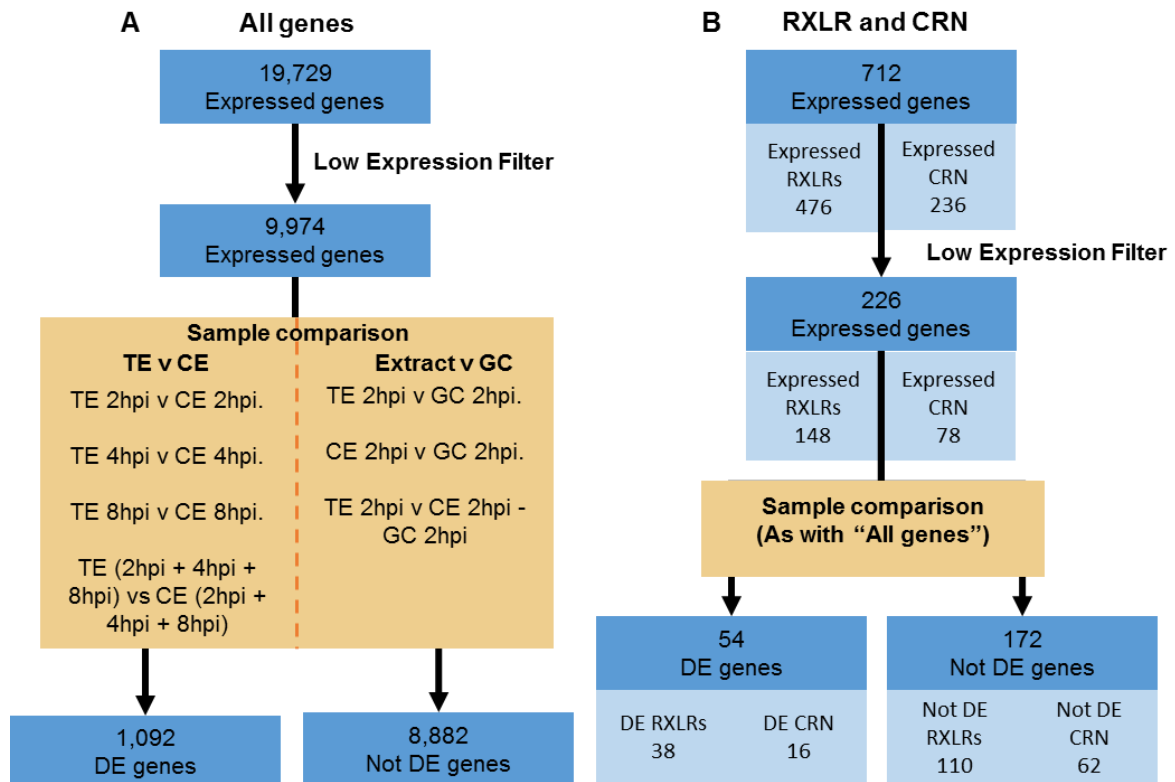 A All genes
19,729
Expressed genes
Low Expression Filter
9,974
Expressed genes
Sample comparison
TE v CE
TE 2hpi v CE 2hpi.
TE 4hpi v CE 4hpi.
TE 8hpi v CE 8hpi.
TE (2hpi + 4hpi +
8hpi) vs CE (2hpi +
4hpi + 8hpi)
Extract v GC
TE 2hpi v GC 2hpi.
CE 2hpi v GC 2hpi.
TE 2hpi v CE 2hpi -
GC 2hpi
1,092
DE genes
8,882
Not DE genes
B RXLR and CRN
712
Expressed genes
Expressed
RXLRs
476
Expressed
CRN
236
Low Expression Filter
226
Expressed genes
Expressed
RXLRs
148
Expressed
CRN
78
Sample comparison
(As with “All genes”)
54
DE genes
DE RXLRs
38
DE CRN
16
172
Not DE genes
Not DE
RXLRs
110
Not DE
CRN
62